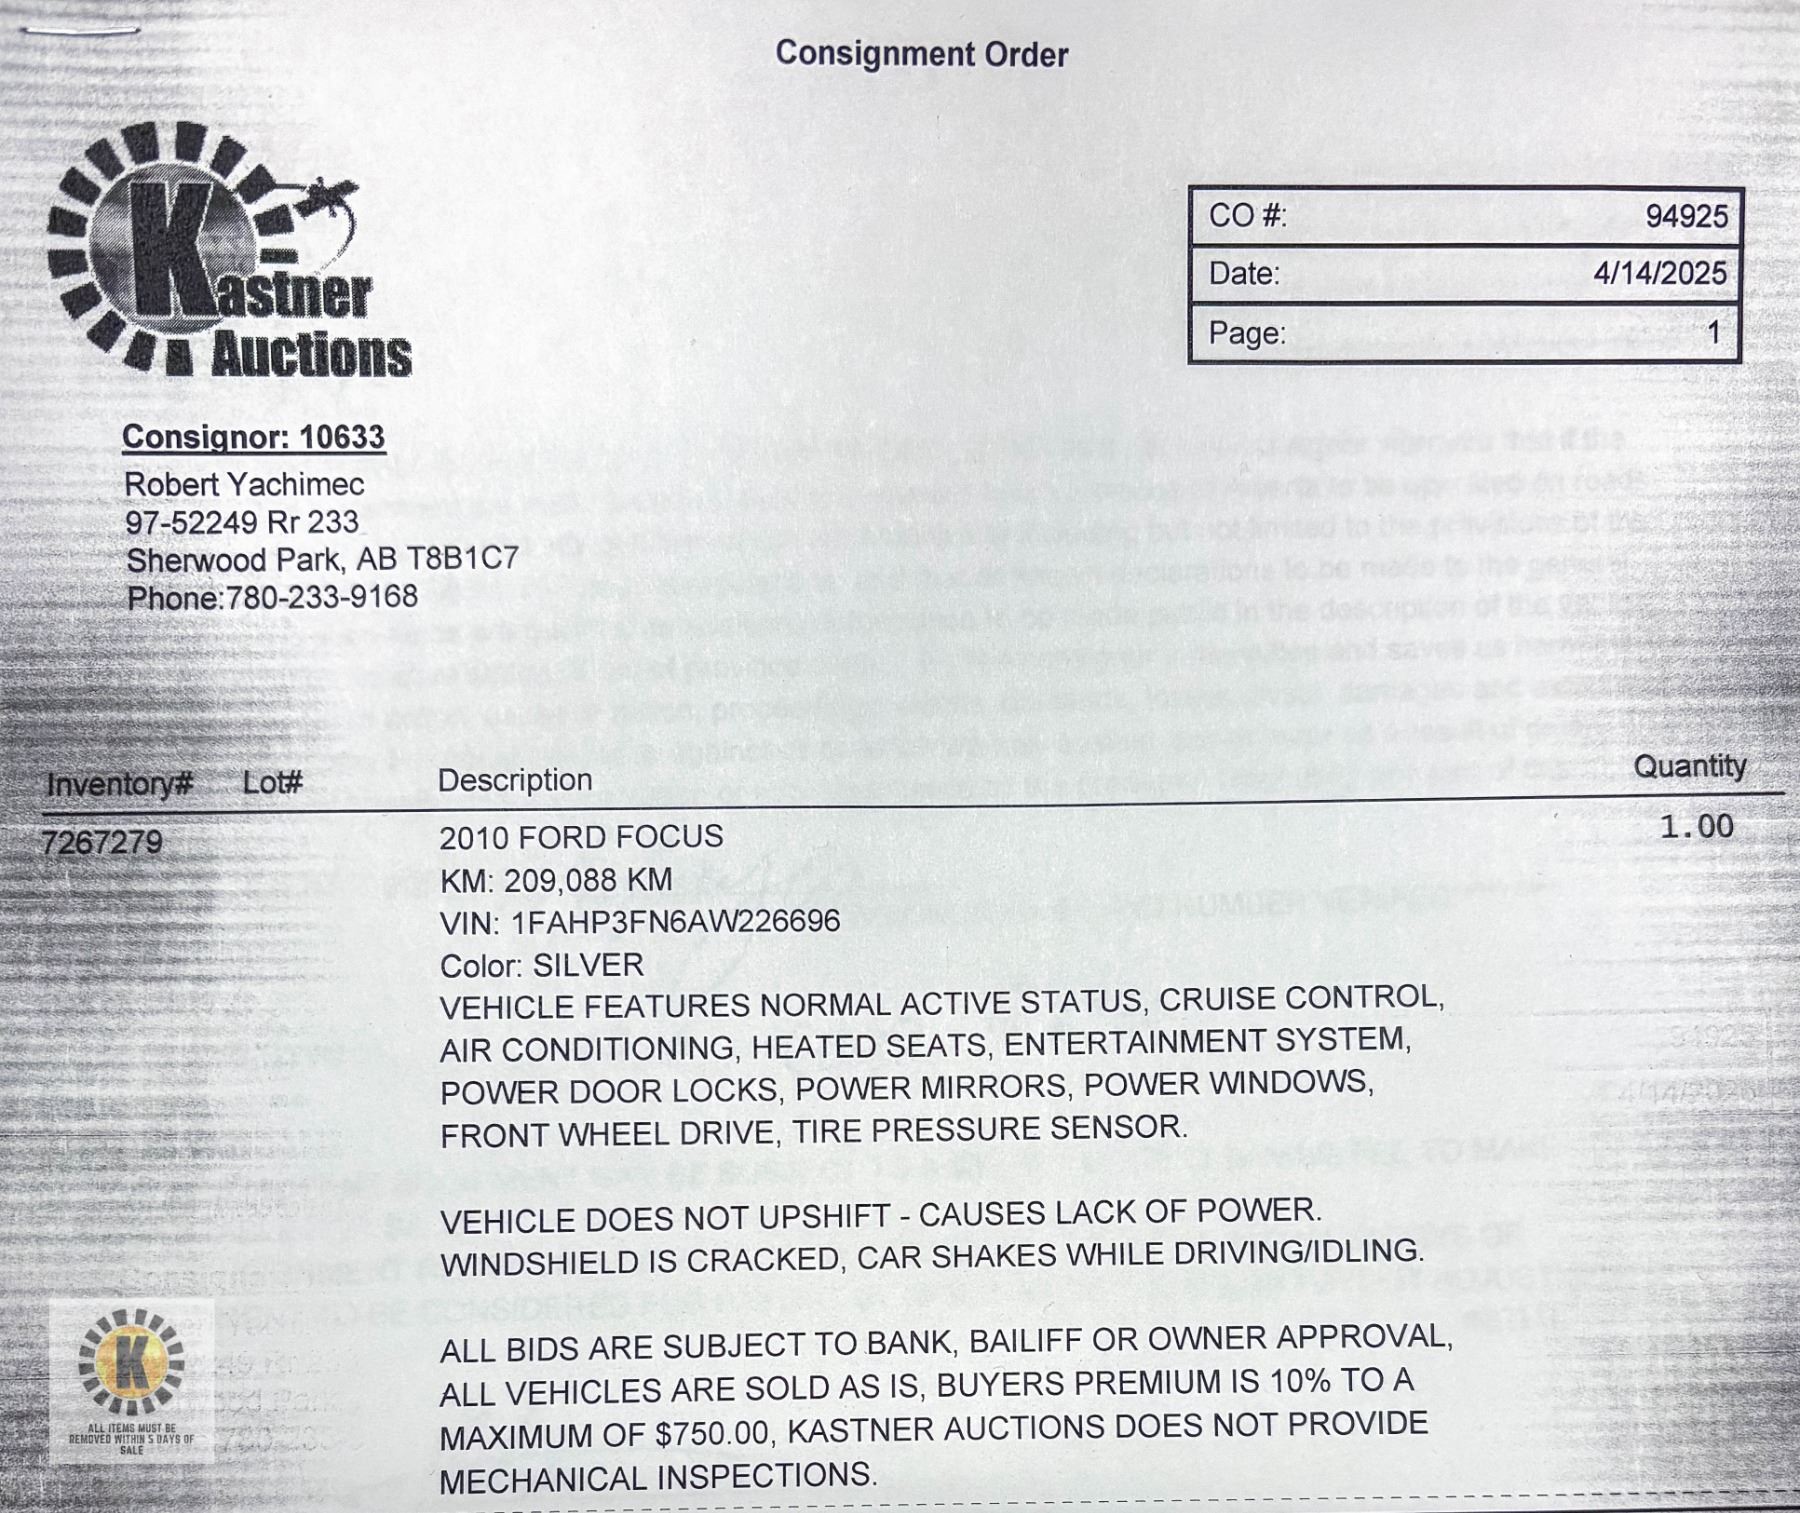 Consignment Order
Kastner
Auctions
CO #: 94925
Date: 4/14/2025
Page: 1
Consignor: 10633
Robert Yachimec
97-52249 Rr 233
Sherwood Park, AB T8B1C7
Phone:780-233-9168
Inventory# Lot# Description Quantity
7267279 2010 FORD FOCUS 1.00
KM: 209,088 KM
VIN: 1FAHP3FN6AW226696
Color: SILVER
VEHICLE FEATURES NORMAL ACTIVE STATUS, CRUISE CONTROL,
AIR CONDITIONING, HEATED SEATS, ENTERTAINMENT SYSTEM,
POWER DOOR LOCKS, POWER MIRRORS, POWER WINDOWS,
FRONT WHEEL DRIVE, TIRE PRESSURE SENSOR.
VEHICLE DOES NOT UPSHIFT - CAUSES LACK OF POWER.
WINDSHIELD IS CRACKED, CAR SHAKES WHILE DRIVING/IDLING.
ALL BIDS ARE SUBJECT TO BANK, BAILIFF OR OWNER APPROVAL,
ALL VEHICLES ARE SOLD AS IS, BUYERS PREMIUM IS 10% TO A
MAXIMUM OF $750.00, KASTNER AUCTIONS DOES NOT PROVIDE
MECHANICAL INSPECTIONS.
K
ALL ITEMS MUST BE
REMOVED WITHIN 5 DAYS OF
SALE